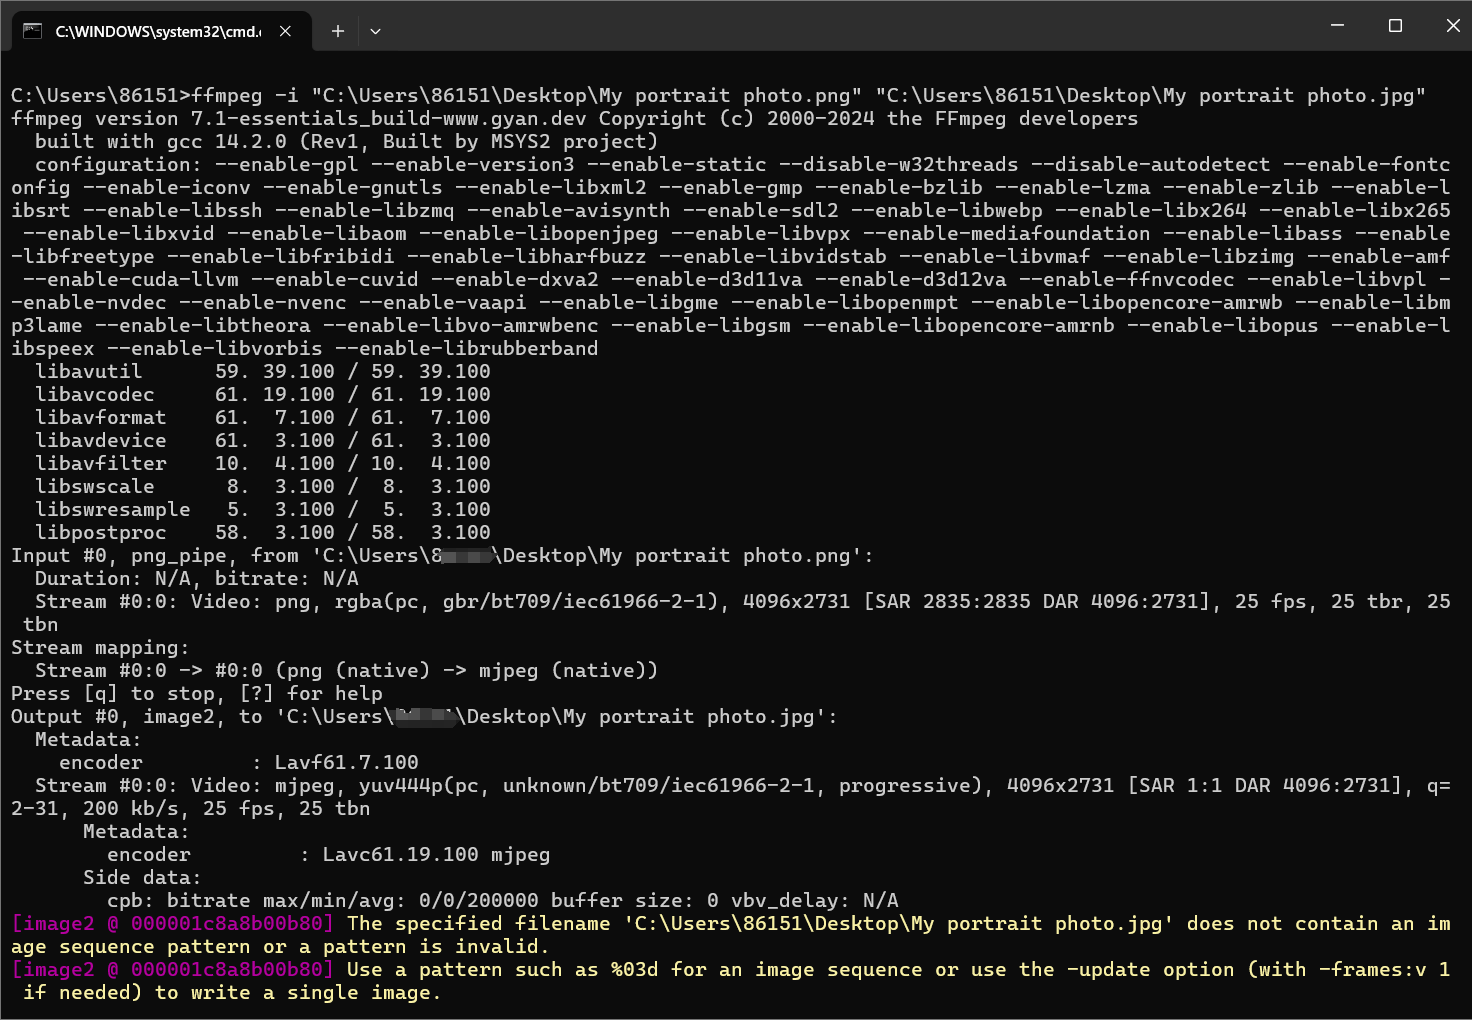 C:\WINDOWS\system32\cmd.
C:\Users\86151>ffmpeg -i "C:\Users\86151\Desktop\My portrait photo.png" "C:\Users\86151\Desktop\My portrait photo.jpg"
ffmpeg version 7.1-essentials_build-www.gyan.dev Copyright (c) 2000-2024 the FFmpeg developers
  built with gcc 14.2.0 (Rev1, Built by MSYS2 project)
  configuration: --enable-gpl --enable-version3 --enable-static --disable-w32threads --disable-autodetect --enable-fontc
onfig --enable-iconv --enable-gnutls --enable-libxml2 --enable-gmp --enable-bzlib --enable-lzma --enable-zlib --enable-l
ibsrt --enable-libssh --enable-libzmq --enable-avisynth --enable-sdl2 --enable-libwebp --enable-libx264 --enable-libx265
 --enable-libxvid --enable-libaom --enable-libopenjpeg --enable-libvpx --enable-mediafoundation --enable-libass --enable
-libfreetype --enable-libfribidi --enable-libharfbuzz --enable-libvidstab --enable-libvmaf --enable-libzimg --enable-amf
 --enable-cuda-llvm --enable-cuvid --enable-dxva2 --enable-d3d11va --enable-d3d12va --enable-ffnvcodec --enable-libvpl -
-enable-nvdec --enable-nvenc --enable-vaapi --enable-libgme --enable-libopenmpt --enable-libopencore-amrwb --enable-libm
p3lame --enable-libtheora --enable-libvo-amrwbenc --enable-libgsm --enable-libopencore-amrnb --enable-libopus --enable-l
ibspeex --enable-libvorbis --enable-librubberband
  libavutil      59. 39.100 / 59. 39.100
  libavcodec     61. 19.100 / 61. 19.100
  libavformat    61.  7.100 / 61.  7.100
  libavdevice    61.  3.100 / 61.  3.100
  libavfilter    10.  4.100 / 10.  4.100
  libswscale      8.  3.100 /  8.  3.100
  libswresample   5.  3.100 /  5.  3.100
  libpostproc    58.  3.100 / 58.  3.100
Input #0, png_pipe, from 'C:\Users\8\Desktop\My portrait photo.png':
  Duration: N/A, bitrate: N/A
  Stream #0:0: Video: png, rgba(pc, gbr/bt709/iec61966-2-1), 4096x2731 [SAR 2835:2835 DAR 4096:2731], 25 fps, 25 tbr, 25
 tbn
Stream mapping:
  Stream #0:0 -> #0:0 (png (native) -> mjpeg (native))
Press [q] to stop, [?] for help
Output #0, image2, to 'C:\Users\\Desktop\My portrait photo.jpg':
  Metadata:
    encoder         : Lavf61.7.100
  Stream #0:0: Video: mjpeg, yuv444p(pc, unknown/bt709/iec61966-2-1, progressive), 4096x2731 [SAR 1:1 DAR 4096:2731], q=
2-31, 200 kb/s, 25 fps, 25 tbn
      Metadata:
        encoder         : Lavc61.19.100 mjpeg
      Side data:
        cpb: bitrate max/min/avg: 0/0/200000 buffer size: 0 vbv_delay: N/A
[image2 @ 000001c8a8b00b80] The specified filename 'C:\Users\86151\Desktop\My portrait photo.jpg' does not contain an im
age sequence pattern or a pattern is invalid.
[image2 @ 000001c8a8b00b80] Use a pattern such as %03d for an image sequence or use the -update option (with -frames:v 1
 if needed) to write a single image.